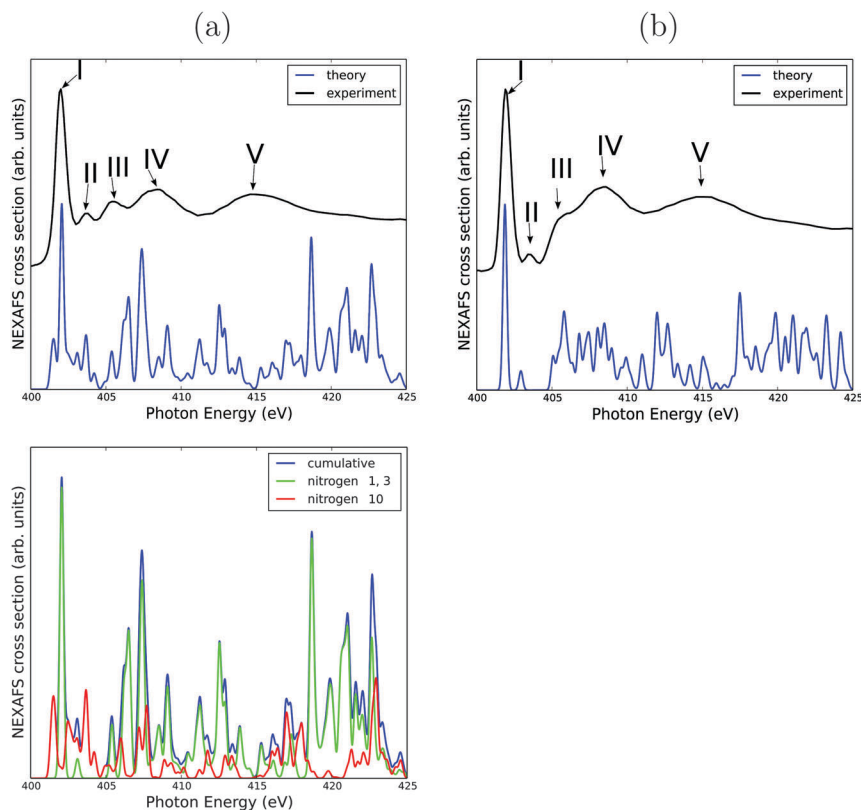 (a)
(b)
I
II
III
IV
V
theory
experiment
NEXAFS cross section (arb. units)
400 405 410 415 420 425
Photon Energy (eV)
I
II
III
IV
V
theory
experiment
NEXAFS cross section (arb. units)
400 405 410 415 420 425
Photon Energy (eV)
cumulative
nitrogen 1, 3
nitrogen 10
NEXAFS cross section (arb. units)
400 405 410 415 420 425
Photon Energy (eV)